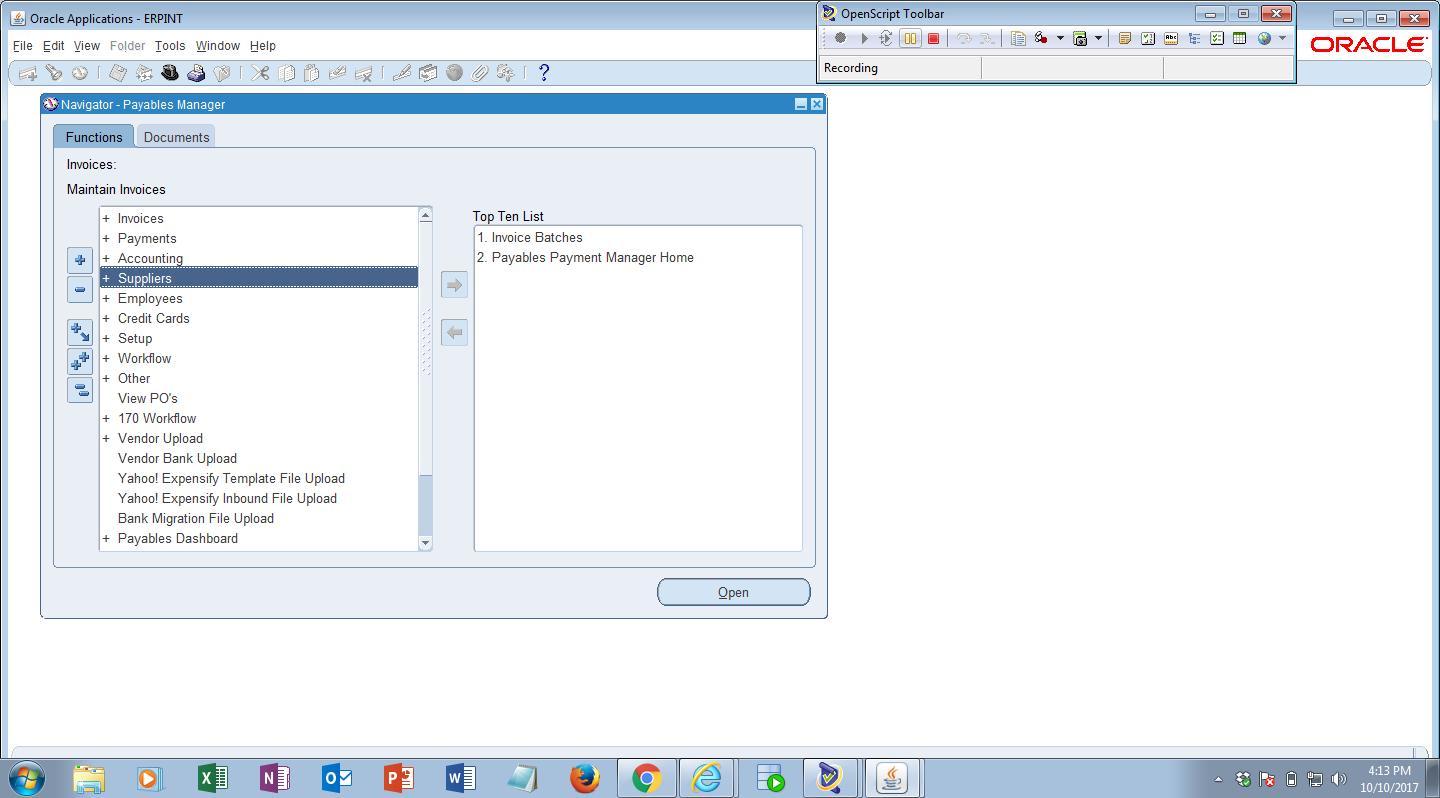 Oracle Applications - ERPINT
OpenScript Toolbar
File Edit View Folder Tools Window Help
ORACLE
Recording
Navigator - Payables Manager
Functions Documents
Invoices:
Maintain Invoices
+ Invoices
+ Payments
+ Accounting
+ Suppliers
+ Employees
+ Credit Cards
+ Setup
+ Workflow
+ Other
View PO's
+ 170 Workflow
+ Vendor Upload
Vendor Bank Upload
Yahoo! Expensify Template File Upload
Yahoo! Expensify Inbound File Upload
Bank Migration File Upload
+ Payables Dashboard
Top Ten List
1. Invoice Batches
2. Payables Payment Manager Home
Open
4:13 PM
10/10/2017